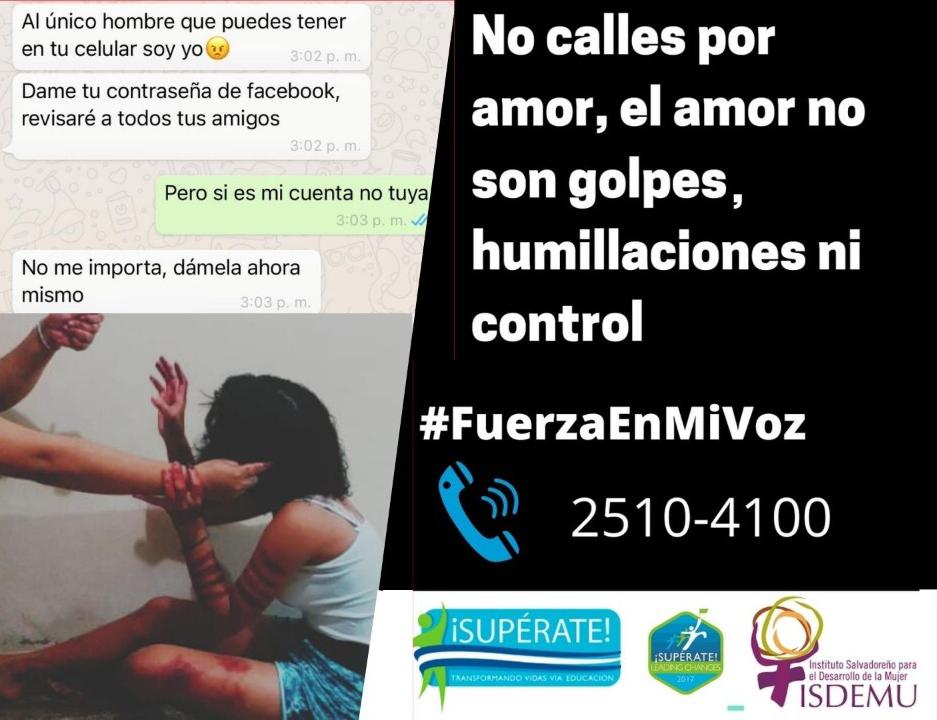 Al único hombre que puedes tener
en tu celular soy yo😠
3:02 p. m.
Dame tu contraseña de facebook,
revisaré a todos tus amigos
3:02 p. m.
Pero si es mi cuenta no tuya
3:03 p. m.
No me importa, dámela ahora
mismo
3:03 p. m.
No calles por
amor, el amor no
son golpes,
humillaciones ni
control
#FuerzaEnMiVoz
2510-4100
¡SUPÉRATE!
TRANSFORMANDO VIDAS VÍA EDUCACIÓN
¡SUPÉRATE!
LEADING CHANGES
2017
Instituto Salvadoreño para
el Desarrollo de la Mujer
ISDEMU